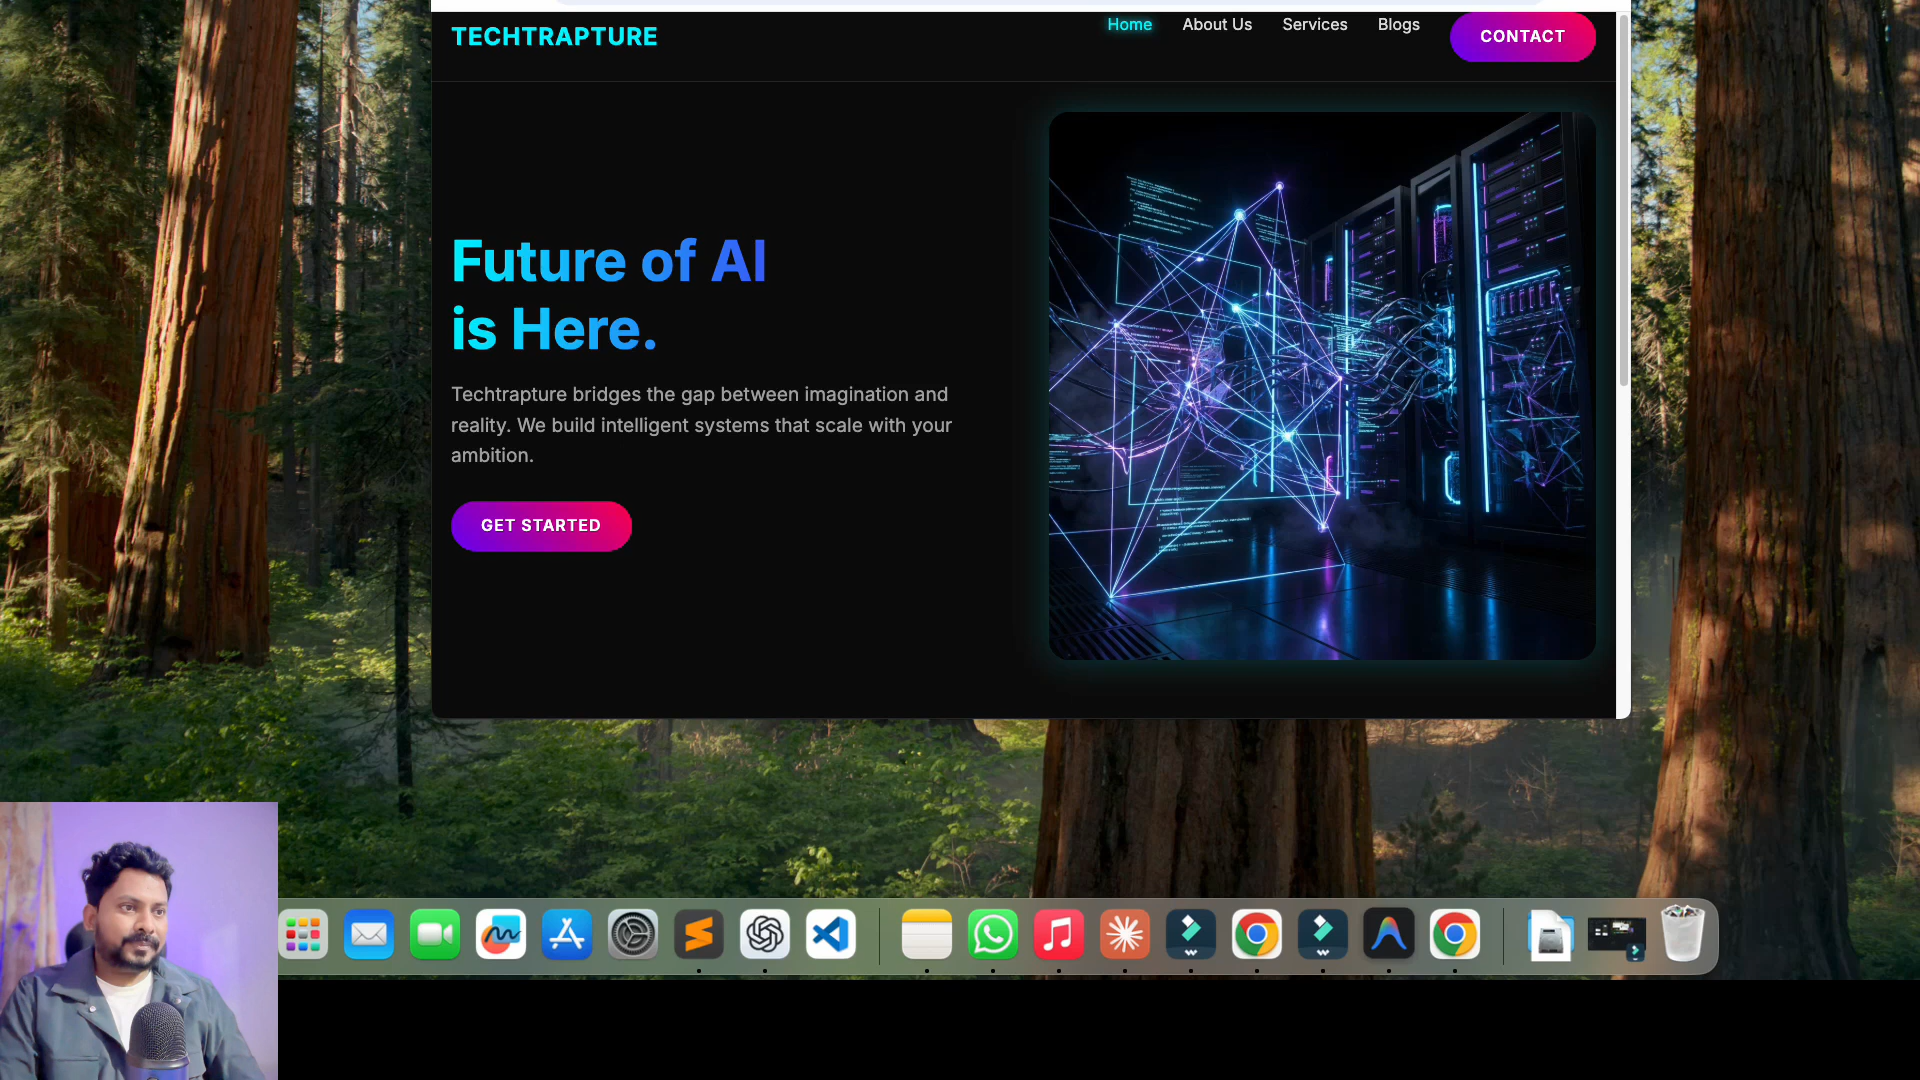 TECHTRAPTURE
Home
About Us
Services
Blogs
CONTACT
Future of AI
is Here.
Techtrapture bridges the gap between imagination and
reality. We build intelligent systems that scale with your
ambition.
GET STARTED